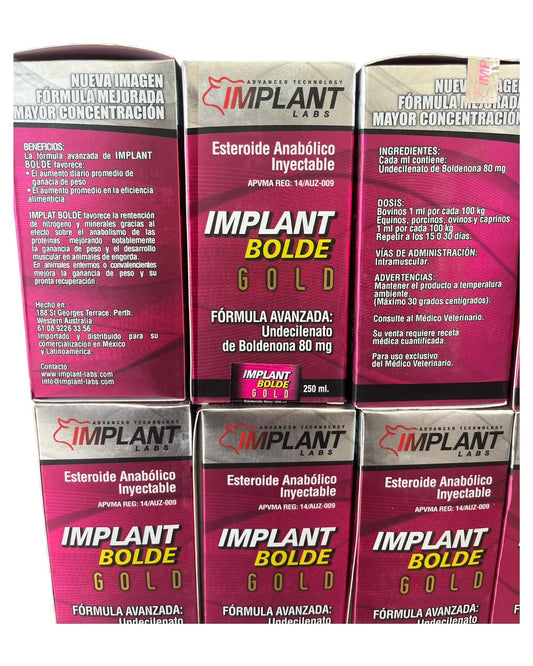 NUEVA IMAGEN
FÓRMULA MEJORADA
MAYOR CONCENTRACIÓN
BENEFICIOS:
La fórmula avanzada de IMPLANT
BOLDE favorece:
• El aumento diario promedio de
ganacia de peso
• El aumento promedio en la eficiencia
alimenticia.
IMPLAT BOLDE favorece la rentención
de nitrógeno y minerales gracias al
efecto sobre el anabolismo de las
proteínas mejorando notablemente
la ganancia de peso y el desarrollo
muscular en animales de engorda.
En animales enfermos o convalencientes
mejora la ganancia de peso y su
pronta recuperación.
Hecho en:
188 St Georges Terrace. Perth.
Western Australia
61 08 9226 33 56
Importado y distribuido para su
comercialización en México
y Latinoamérica:
Contacto:
www.implant-labs.com
info@implant-labs.com
ADVANCED TECHNOLOGY
IMPLANT
LABS
Esteroide Anabólico
Inyectable
APVMA REG: 14/AUZ-009
IMPLANT
BOLDE
GOLD
FÓRMULA AVANZADA:
Undecilenato
de Boldenona 80 mg
IMPLANT
BOLDE
GOLD
250 ml.
NUEVA IMAGEN
FÓRMULA MEJORADA
MAYOR CONCENTRACIÓN
INGREDIENTES:
Cada ml contiene:
Undecilenato de Boldenona 80 mg
DOSIS:
Bovinos 1 ml por cada 100 kg
Equinos, porcinos, ovinos y caprinos
1 ml por cada 100 kg
Repetir a los 15 O 30 días.
VÍAS DE ADMINISTRACIÓN:
Intramuscular.
ADVERTENCIAS:
Mantener el producto a temperatura
ambiente
(Máximo 30 grados centigrados).
Consulte al Médico Veterinario.
Su venta requiere receta
médica cuantificada.
Para uso exclusivo
del Médico Veterinario.
ADVANCED TECHNOLOGY
IMPLANT
LABS
Esteroide Anabólico
Inyectable
APVMA REG: 14/AUZ-009
IMPLANT
BOLDE
GOLD
FÓRMULA AVANZADA:
Undecilenato
ADVANCED TECHNOLOGY
IMPLANT
LABS
Esteroide Anabólico
Inyectable
APVMA REG: 14/AUZ-009
IMPLANT
BOLDE
GOLD
FÓRMULA AVANZADA:
Undecilenato
ADVANCED TECHNOLOGY
IMPLANT
LABS
Esteroide Anabólico
Inyectable
APVMA REG: 14/AUZ-009
IMPLANT
BOLDE
GOLD
FÓRMULA AVANZADA:
Undecilenato